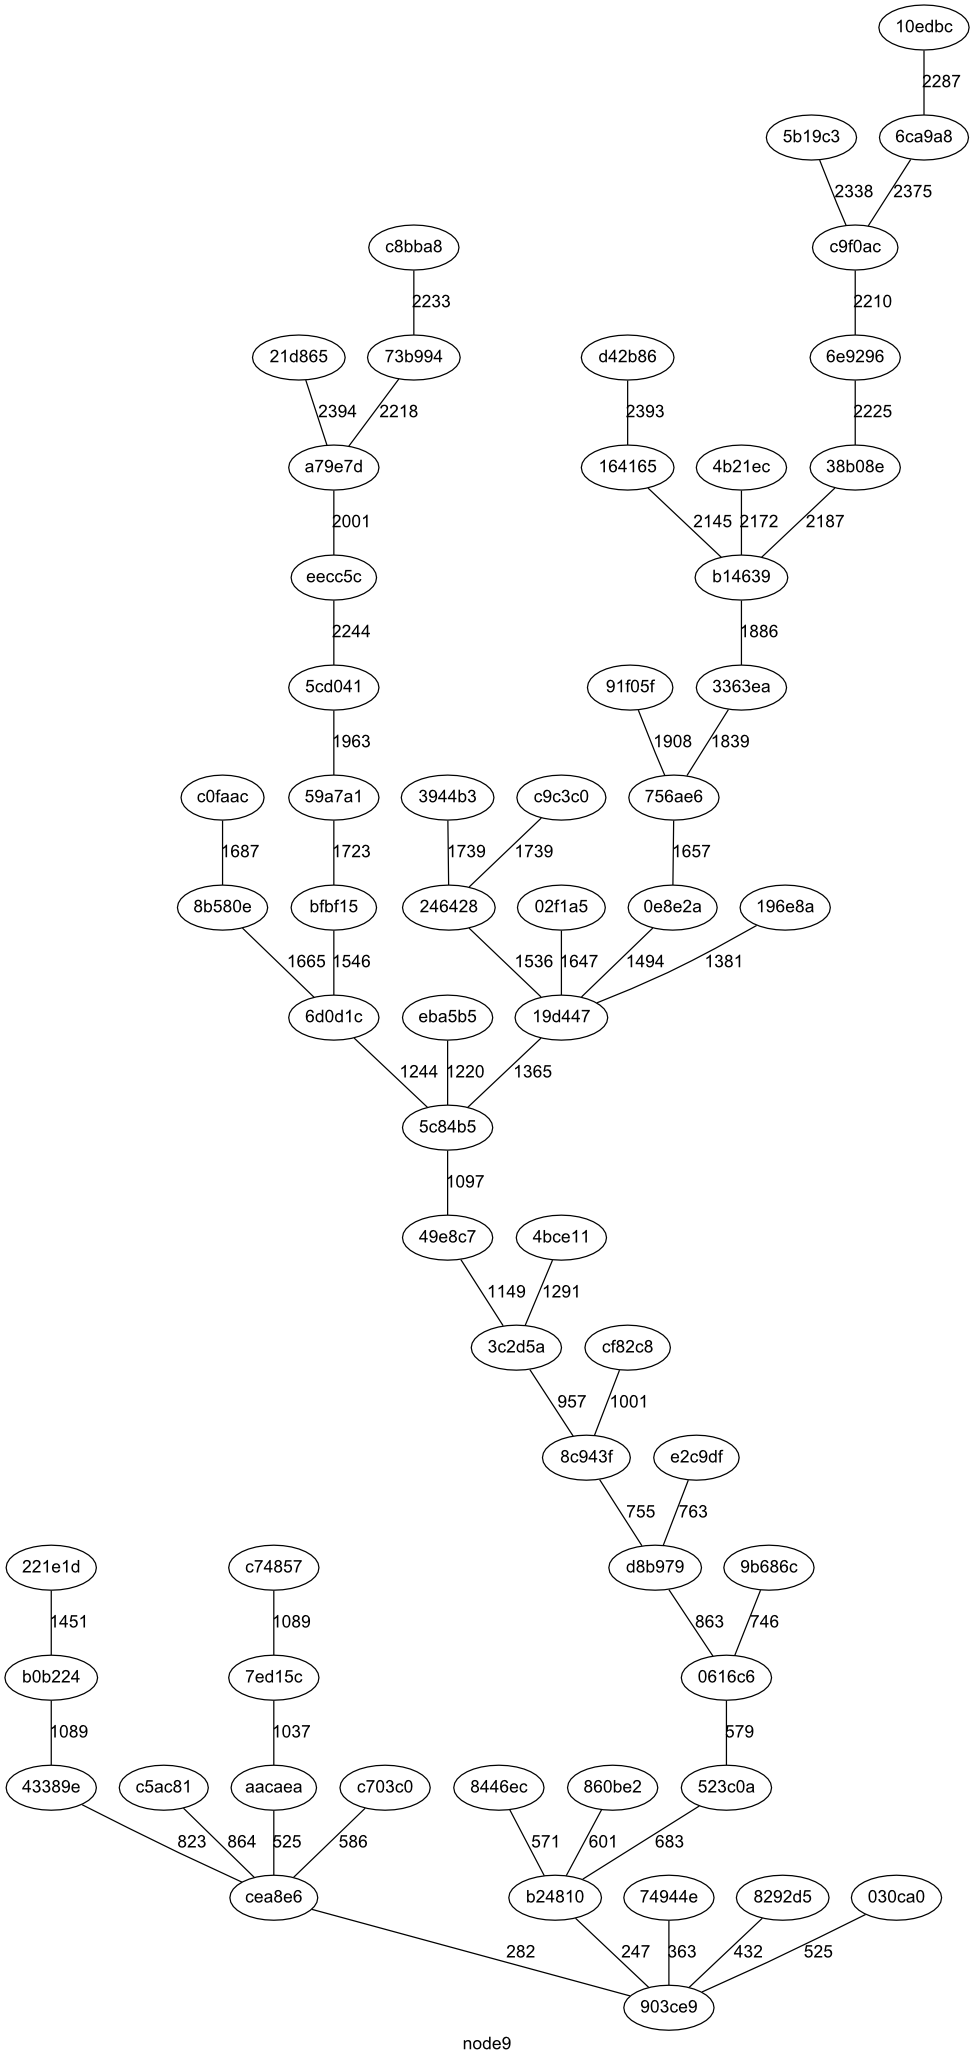 10edbc
2287
5b19c3 6ca9a8
2338 2375
c8bba8 c9f0ac
2233 2210
21d865 73b994 d42b86 6e9296
2394 2218 2393 2225
a79e7d 164165 4b21ec 38b08e
2001 2145 2172 2187
eecc5c b14639
2244 1886
5cd041 91f05f 3363ea
1963 1908 1839
c0faac 59a7a1 3944b3 c9c3c0 756ae6
1687 1723 1739 1739 1657
8b580e bfbf15 246428 02f1a5 0e8e2a 196e8a
1665 1546 1536 1647 1494 1381
6d0d1c eba5b5 19d447
1244 1220 1365
5c84b5
1097
49e8c7 4bce11
1149 1291
3c2d5a cf82c8
957 1001
8c943f e2c9df
755 763
221e1d c74857 d8b979 9b686c
1451 1089 863 746
b0b224 7ed15c 0616c6
1089 1037 579
43389e c5ac81 aacaea c703c0 8446ec 860be2 523c0a
823 864 525 586 571 601 683
cea8e6 b24810 74944e 8292d5 030ca0
282 247 363 432 525
903ce9
node9